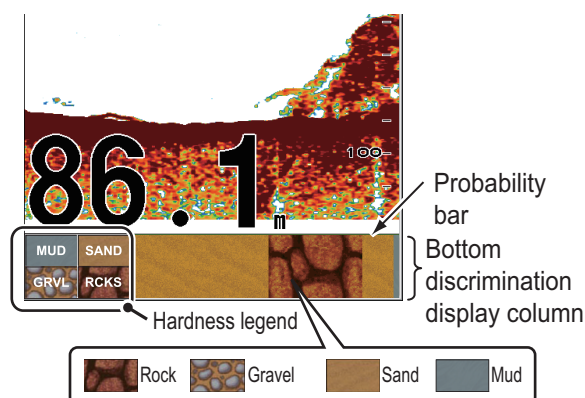 100
86.1 m
Probability
bar
MUD SAND
GRVL RCKS
Bottom
discrimination
display column
Hardness legend
Rock Gravel Sand Mud